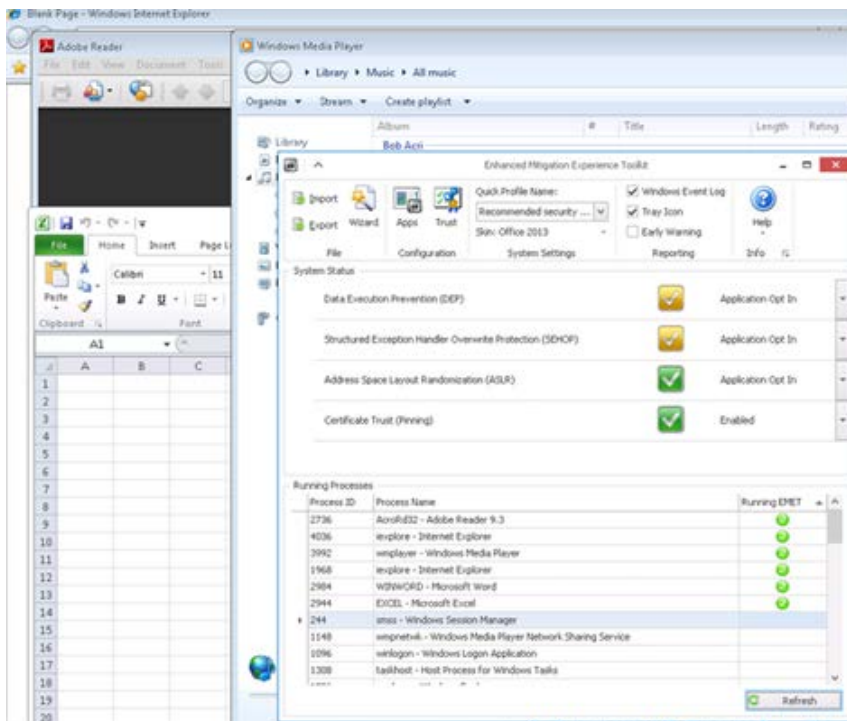 Blank Page - Windows Internet Explorer
Adobe Reader
File Edit View Document Tools
Windows Media Player
Library Music All music
Organize Stream Create playlist
Album # Title Length Rating
Library
Bob Acri
Enhanced Mitigation Experience Toolkit
Import
Export
Wizard
Apps
Trust
Quick Profile Name:
Recommended security ...
Skin: Office 2013
Windows Event Log
Tray Icon
Early Warning
Help
File Configuration System Settings Reporting Info
System Status
Data Execution Prevention (DEP) Application Opt In
Structured Exception Handler Overwrite Protection (SEHOP) Application Opt In
Address Space Layout Randomization (ASLR) Application Opt In
Certificate Trust (Pinning) Enabled
Running Processes
Process ID Process Name Running EMET
2736 AcroRd32 - Adobe Reader 9.3
4036 iexplore - Internet Explorer
3992 wmplayer - Windows Media Player
1968 iexplore - Internet Explorer
2984 WINWORD - Microsoft Word
2944 EXCEL - Microsoft Excel
244 smss - Windows Session Manager
1148 wmpnetwk - Windows Media Player Network Sharing Service
1096 winlogon - Windows Logon Application
1308 taskhost - Host Process for Windows Tasks
Refresh
File Home Insert Page L
Paste
Calibri 11
B I U
Clipboard Font
A1
A B C
1
2
3
4
5
6
7
8
9
10
11
12
13
14
15
16
17
18
19
20